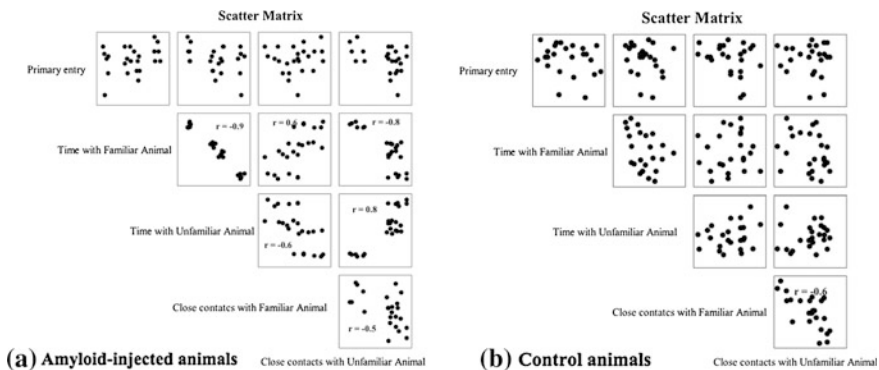 Scatter Matrix
Primary entry
Time with Familiar Animal
r = -0.9
r = 0.6
r = -0.8
Time with Unfamiliar Animal
r = -0.6
r = 0.8
Close contatcs with Familiar Animal
r = -0.5
(a) Amyloid-injected animals
Close contacts with Unfamiliar Animal
Scatter Matrix
Primary entry
Time with Familiar Animal
Time with Unfamiliar Animal
Close contatcs with Familiar Animal
r = -0.6
(b) Control animals
Close contacts with Unfamiliar Animal